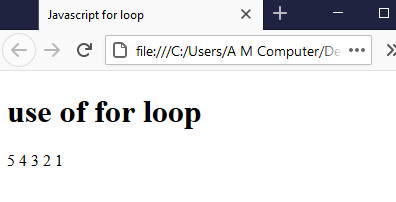 Javascript for loop
file:///C:/Users/A M Computer/De
use of for loop
5 4 3 2 1